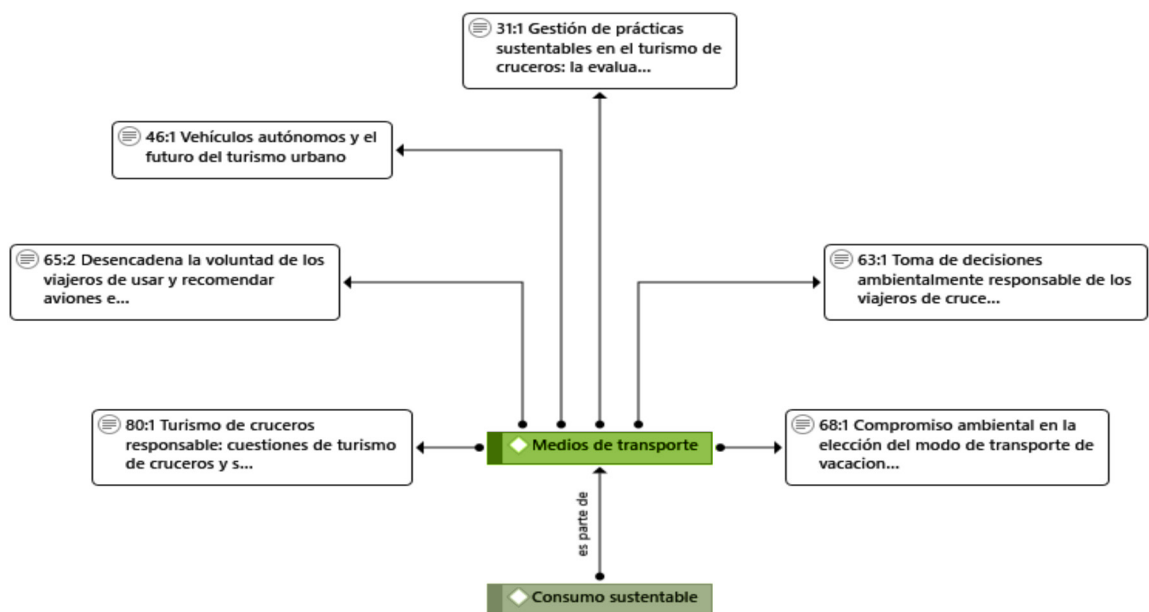 31:1 Gestión de prácticas
sustentables en el turismo de
cruceros: la evalua...
46:1 Vehículos autónomos y el
futuro del turismo urbano
65:2 Desencadena la voluntad de los
viajeros de usar y recomendar
aviones e...
63:1 Toma de decisiones
ambientalmente responsable de los
viajeros de cruce...
80:1 Turismo de cruceros
responsable: cuestiones de turismo
de cruceros y s...
Medios de transporte
68:1 Compromiso ambiental en la
elección del modo de transporte de
vacacion...
es parte de
Consumo sustentable